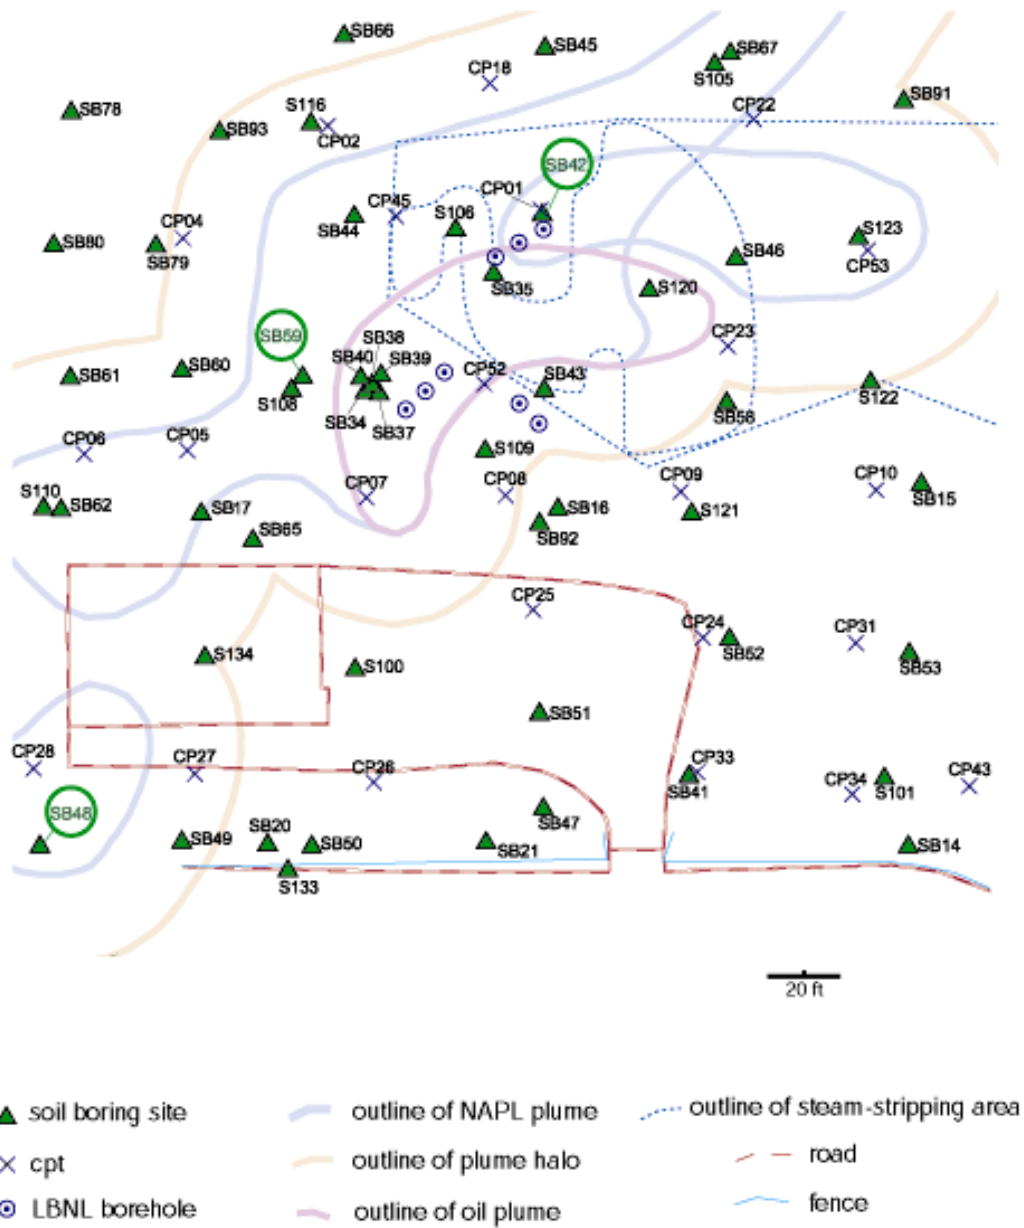 SB66
SB45
SB67
CP18
S105
SB91
SB78
S116
CP22
SB93
CP02
SB42
CP01
CP45
S106
CP04
SB44
S123
SB80
SB79
SB46
CP53
SB35
S120
SB59
SB38
CP23
SB40
SB39
SB60
SB61
CP52
SB43
S122
S108
SB34
SB37
SB58
CP06
CP05
S109
CP07
CP08
CP09
CP10
S110
SB62
SB17
SB15
SB16
S121
SB65
SB92
CP25
CP24
CP31
SB52
S134
S100
SB53
SB51
CP28
CP27
CP26
CP33
CP43
SB41
CP34
S101
SB48
SB47
SB49
SB20
SB50
SB21
SB14
S133
20 ft
soil boring site
outline of NAPL plume
outline of steam-stripping area
cpt
outline of plume halo
road
LBNL borehole
outline of oil plume
fence